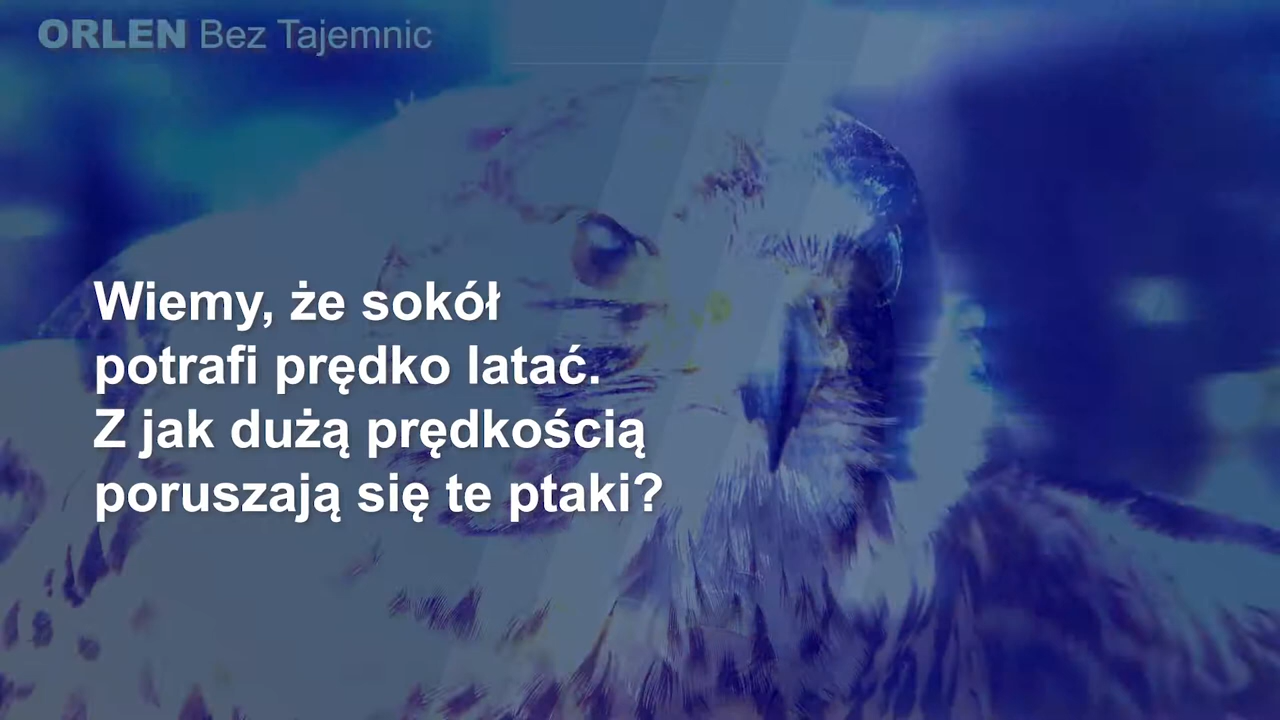 ORLEN Bez Tajemnic
Wiemy, że sokół
potrafi prędko latać.
Z jak dużą prędkością
poruszają się te ptaki?